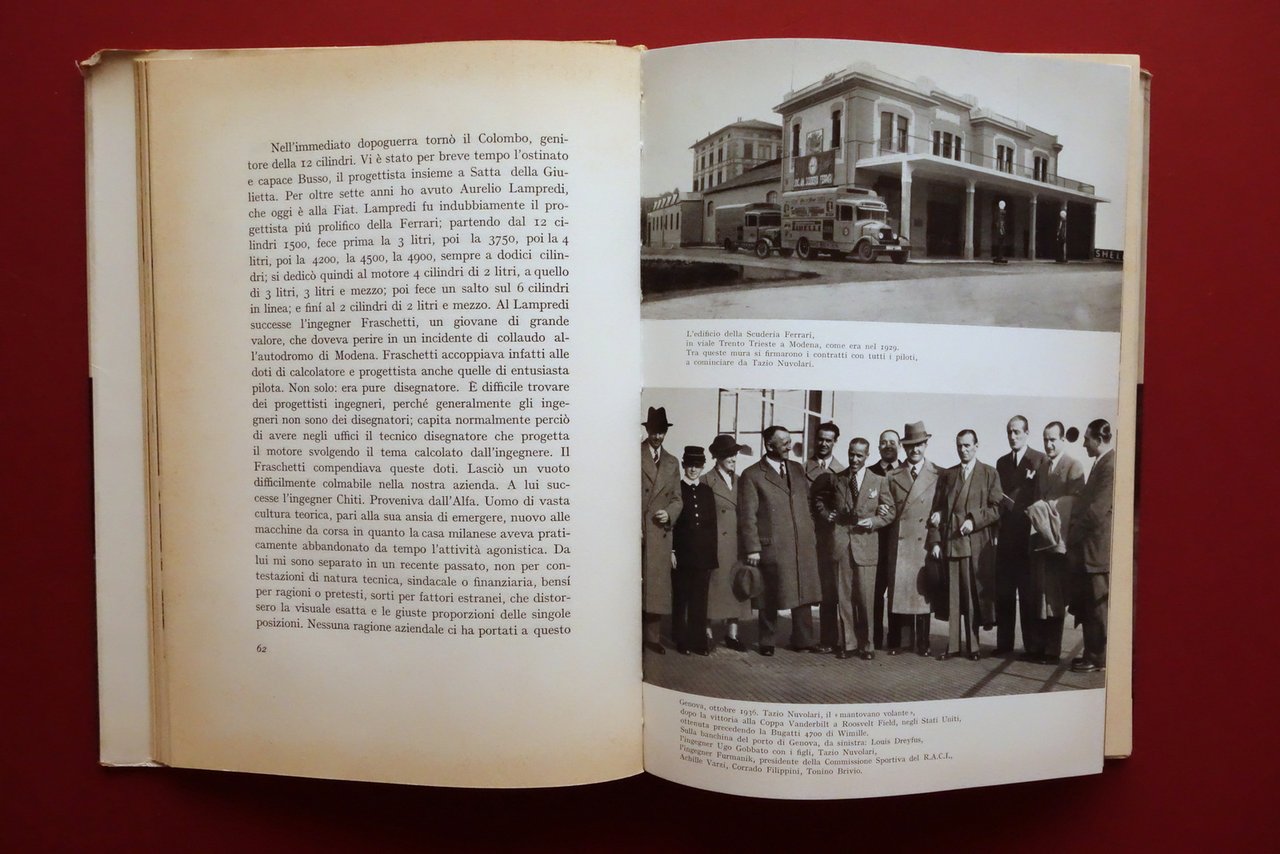 Nell'immediato dopoguerra tornò il Colombo, geni-
tore della 12 cilindri. Vi è stato per breve tempo l'ostinato
e capace Busso, il progettista insieme a Satta della Giu-
lietta. Per oltre sette anni ho avuto Aurelio Lampredi,
che oggi è alla Fiat. Lampredi fu indubbiamente il pro-
gettista piú prolifico della Ferrari; partendo dal 12 ci-
lindri 1500, fece prima la 3 litri, poi la 3750, poi la 4
litri, poi la 4200, la 4500, la 4900, sempre a dodici cilin-
dri; si dedicò quindi al motore 4 cilindri di 2 litri, a quello
di 3 litri, 3 litri e mezzo; poi fece un salto sul 6 cilindri
in linea; e finí al 2 cilindri di 2 litri e mezzo. Al Lampredi
successe l'ingegner Fraschetti, un giovane di grande
valore, che doveva perire in un incidente di collaudo al-
l'autodromo di Modena. Fraschetti accoppiava infatti alle
doti di calcolatore e progettista anche quelle di entusiasta
pilota. Non solo: era pure disegnatore. È difficile trovare
dei progettisti ingegneri, perché generalmente gli inge-
gneri non sono dei disegnatori; capita normalmente perciò
di avere negli uffici il tecnico disegnatore che progetta
il motore svolgendo il tema calcolato dall'ingegnere. Il
Fraschetti compendiava queste doti. Lasciò un vuoto
difficilmente colmabile nella nostra azienda. A lui suc-
cesse l'ingegner Chiti. Proveniva dall'Alfa. Uomo di vasta
cultura teorica, pari alla sua ansia di emergere, nuovo alle
macchine da corsa in quanto la casa milanese aveva prati-
camente abbandonato da tempo l'attività agonistica. Da
lui mi sono separato in un recente passato, non per con-
testazioni di natura tecnica, sindacale o finanziaria, bensí
per ragioni o pretesti, sorti per fattori estranei, che distor-
sero la visuale esatta e le giuste proporzioni delle singole
posizioni. Nessuna ragione aziendale ci ha portati a questo
62
SCUDERIA FERRARI
PIRELLI
SHELL
L'edificio della Scuderia Ferrari,
in viale Trento Trieste a Modena, come era nel 1929.
Tra queste mura si firmarono i contratti con tutti i piloti,
a cominciare da Tazio Nuvolari.
Genova, ottobre 1936. Tazio Nuvolari, il «mantovano volante»,
dopo la vittoria alla Coppa Vanderbilt a Roosvelt Field, negli Stati Uniti,
ottenuta precedendo la Bugatti 4700 di Wimille.
Sulla banchina del porto di Genova, da sinistra: Louis Dreyfus,
l'ingegner Ugo Gobbato con i figli, Tazio Nuvolari,
l'ingegner Furmanik, presidente della Commissione Sportiva del R.A.C.I.,
Achille Varzi, Corrado Filippini, Tonino Brivio.